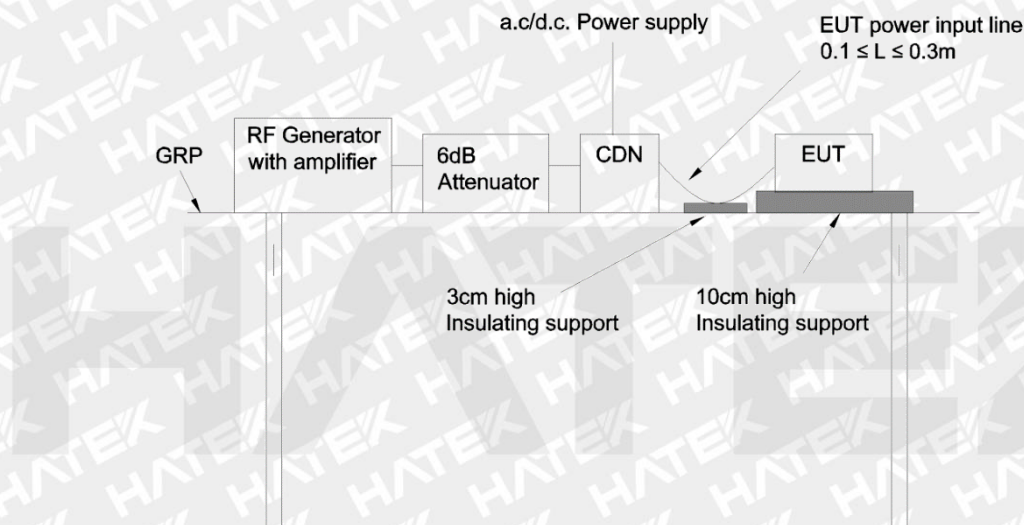 a.c/d.c. Power supply
EUT power input line
0.1 ≤ L ≤ 0.3m
GRP
RF Generator
with amplifier
6dB
Attenuator
CDN
EUT
3cm high
Insulating support
10cm high
Insulating support
HATEK